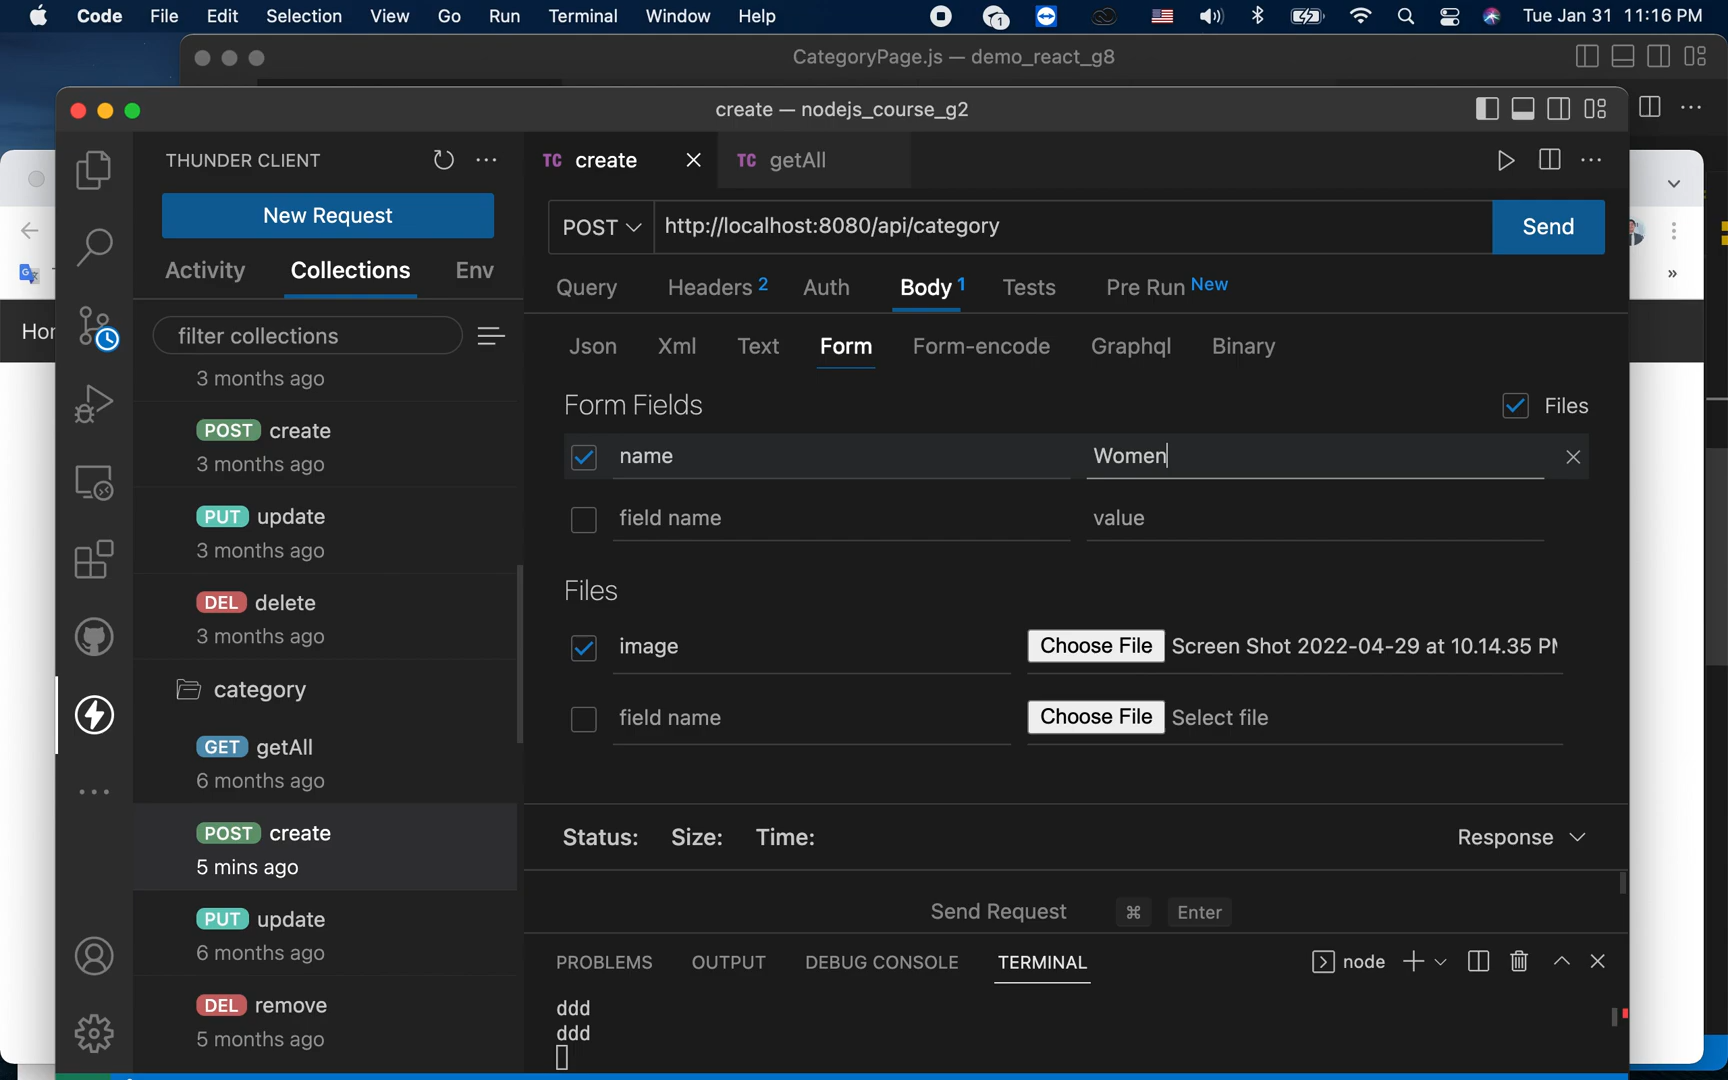 Code File Edit Selection View Go Run Terminal Window Help 1 Tue Jan 31 11:16 PM
CategoryPage.js — demo_react_g8
create — nodejs_course_g2
THUNDER CLIENT
New Request
Activity Collections Env
filter collections
3 months ago
POST create
3 months ago
PUT update
3 months ago
DEL delete
3 months ago
category
GET getAll
6 months ago
POST create
5 mins ago
PUT update
6 months ago
DEL remove
5 months ago
TC create TC getAll
POST http://localhost:8080/api/category Send
Query Headers 2 Auth Body 1 Tests Pre Run New
Json Xml Text Form Form-encode Graphql Binary
Form Fields Files
name Women
field name value
Files
image Choose File Screen Shot 2022-04-29 at 10.14.35 PM
field name Choose File Select file
Status: Size: Time: Response
Send Request ⌘ Enter
PROBLEMS OUTPUT DEBUG CONSOLE TERMINAL node
ddd
ddd